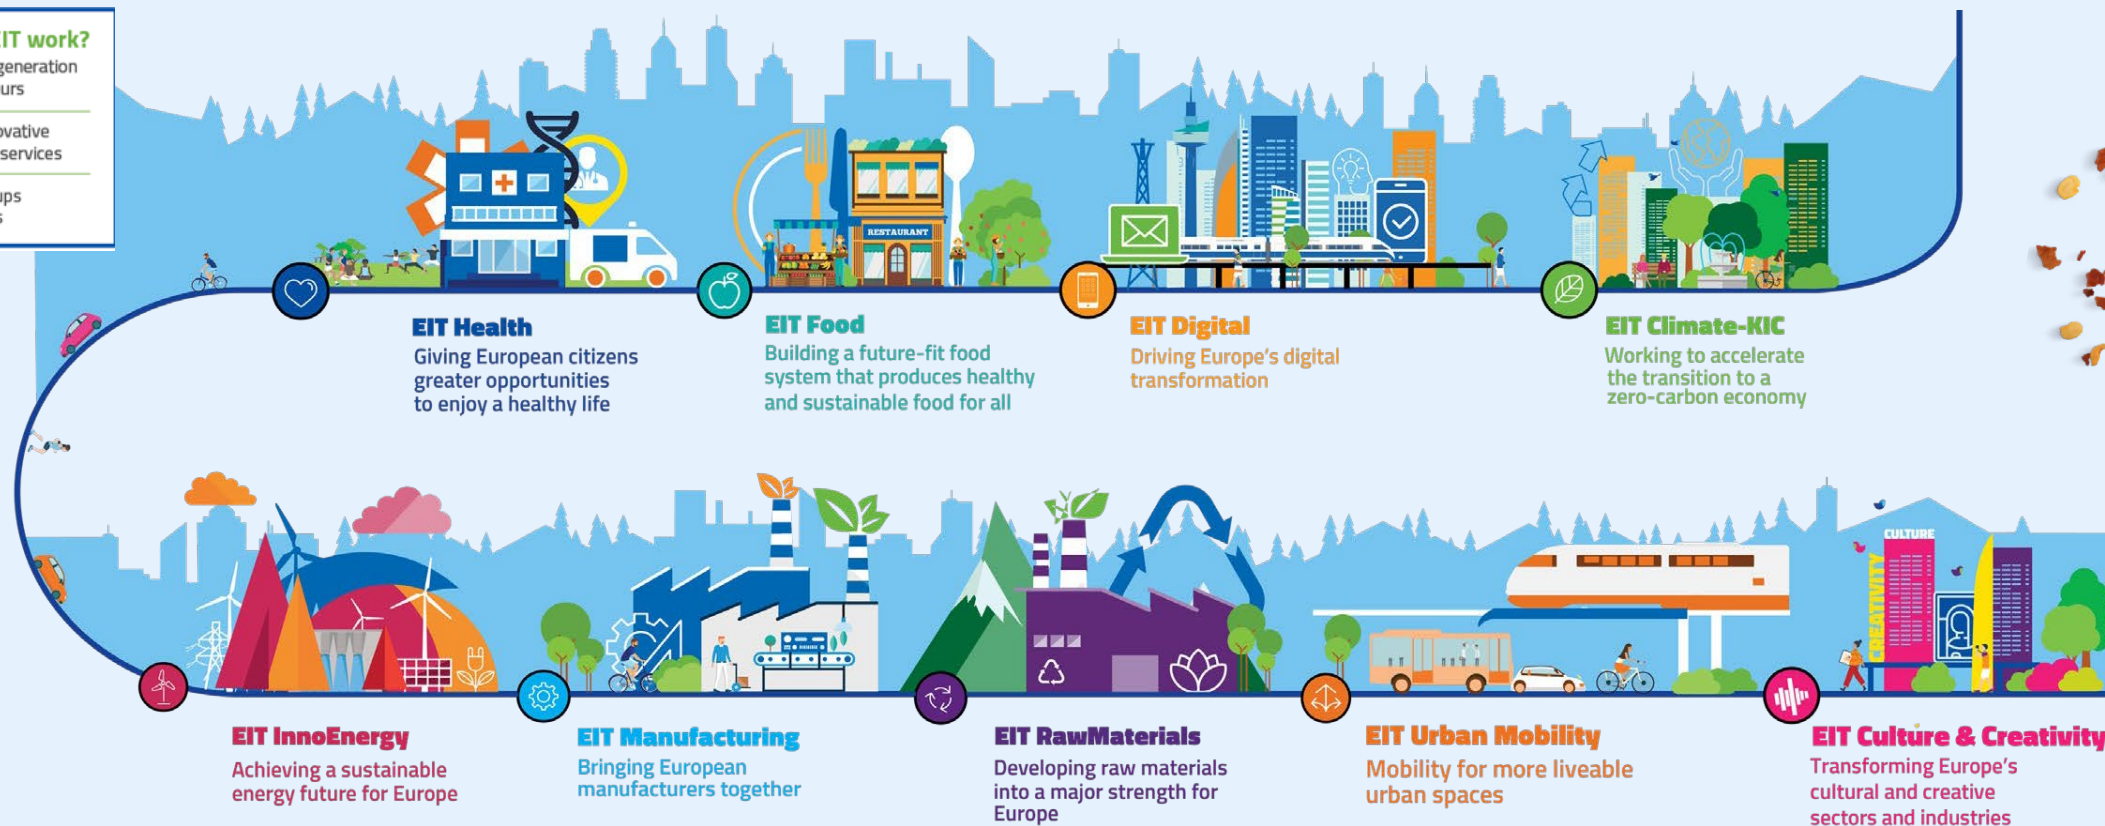 EIT work?
generation
urs
ovative
services
ups
s
RESTAURANT
EIT Health
Giving European citizens
greater opportunities
to enjoy a healthy life
EIT Food
Building a future-fit food
system that produces healthy
and sustainable food for all
EIT Digital
Driving Europe's digital
transformation
EIT Climate-KIC
Working to accelerate
the transition to a
zero-carbon economy
CULTURE
CREATIVITY
EIT InnoEnergy
Achieving a sustainable
energy future for Europe
EIT Manufacturing
Bringing European
manufacturers together
EIT RawMaterials
Developing raw materials
into a major strength for
Europe
EIT Urban Mobility
Mobility for more liveable
urban spaces
EIT Culture & Creativity
Transforming Europe's
cultural and creative
sectors and industries